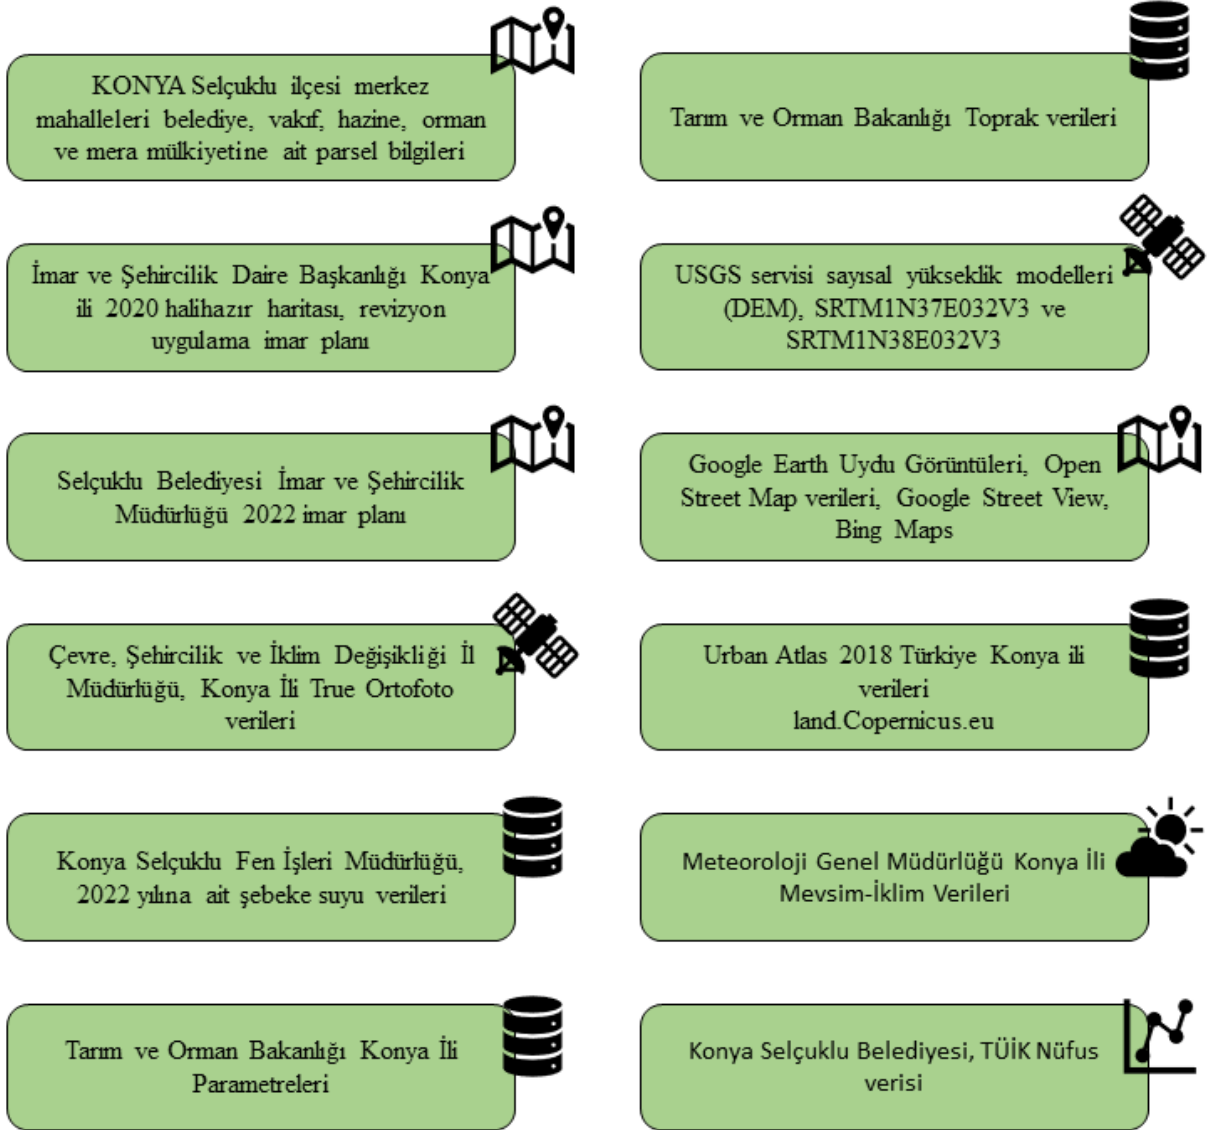 KONYA Selçuklu ilçesi merkez
mahalleleri belediye, vakıf, hazine, orman
ve mera mülkiyetine ait parsel bilgileri
Tarım ve Orman Bakanlığı Toprak verileri
İmar ve Şehircilik Daire Başkanlığı Konya
ili 2020 halihazır haritası, revizyon
uygulama imar planı
USGS servisi sayısal yükseklik modelleri
(DEM), SRTM1N37E032V3 ve
SRTM1N38E032V3
Selçuklu Belediyesi İmar ve Şehircilik
Müdürlüğü 2022 imar planı
Google Earth Uydu Görüntüleri, Open
Street Map verileri, Google Street View,
Bing Maps
Çevre, Şehircilik ve İklim Değişikliği İl
Müdürlüğü, Konya İli True Ortofoto
verileri
Urban Atlas 2018 Türkiye Konya ili
verileri
land.Copernicus.eu
Konya Selçuklu Fen İşleri Müdürlüğü,
2022 yılına ait şebeke suyu verileri
Meteoroloji Genel Müdürlüğü Konya İli
Mevsim-İklim Verileri
Tarım ve Orman Bakanlığı Konya İli
Parametreleri
Konya Selçuklu Belediyesi, TÜİK Nüfus
verisi